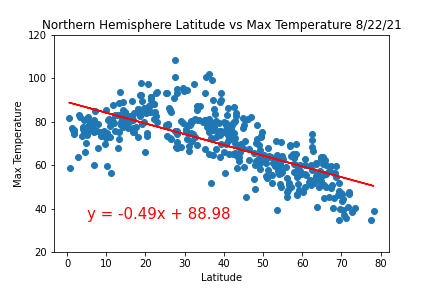 Northern Hemisphere Latitude vs Max Temperature 8/22/21
120
100
80
60
40
20
Max Temperature
y = -0.49x + 88.98
0 10 20 30 40 50 60 70 80
Latitude